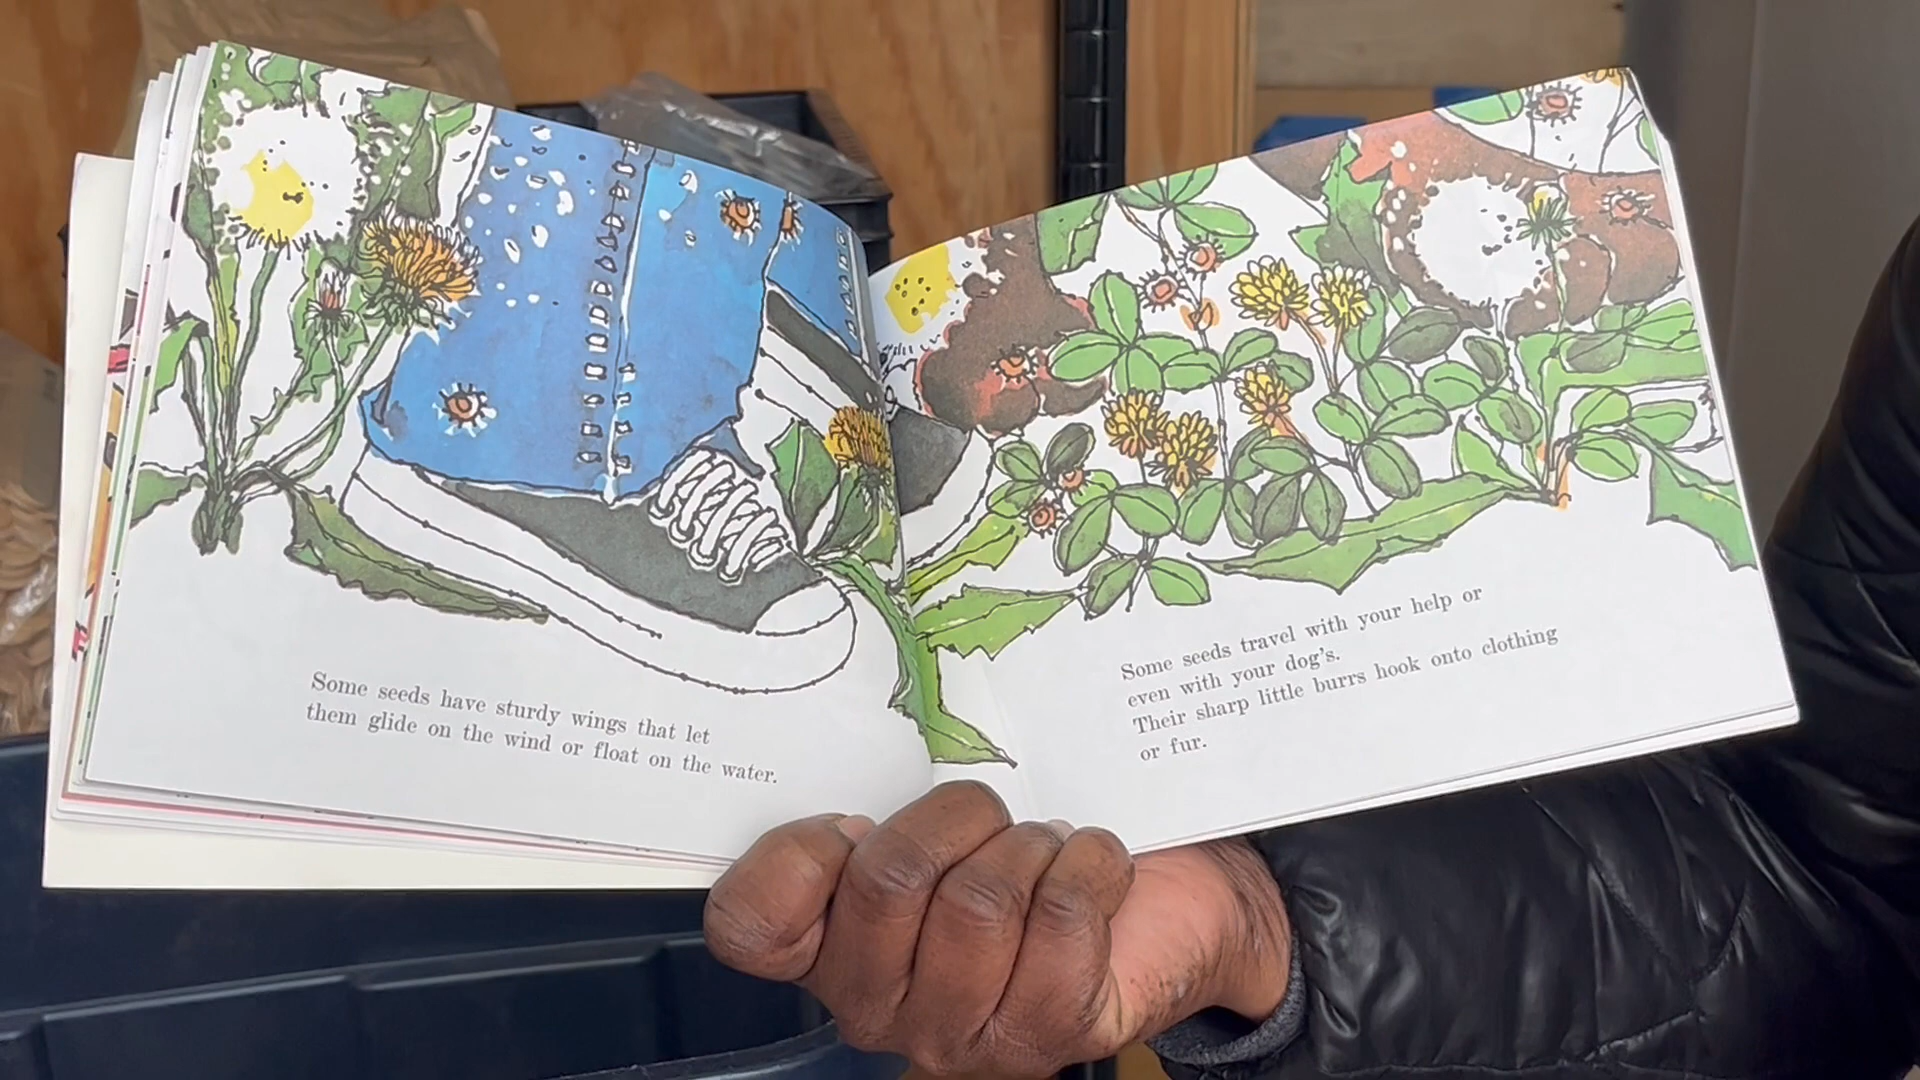 Some seeds have sturdy wings that let
them glide on the wind or float on the water.
Some seeds travel with your help or
even with your dog's.
Their sharp little burrs hook onto clothing
or fur.